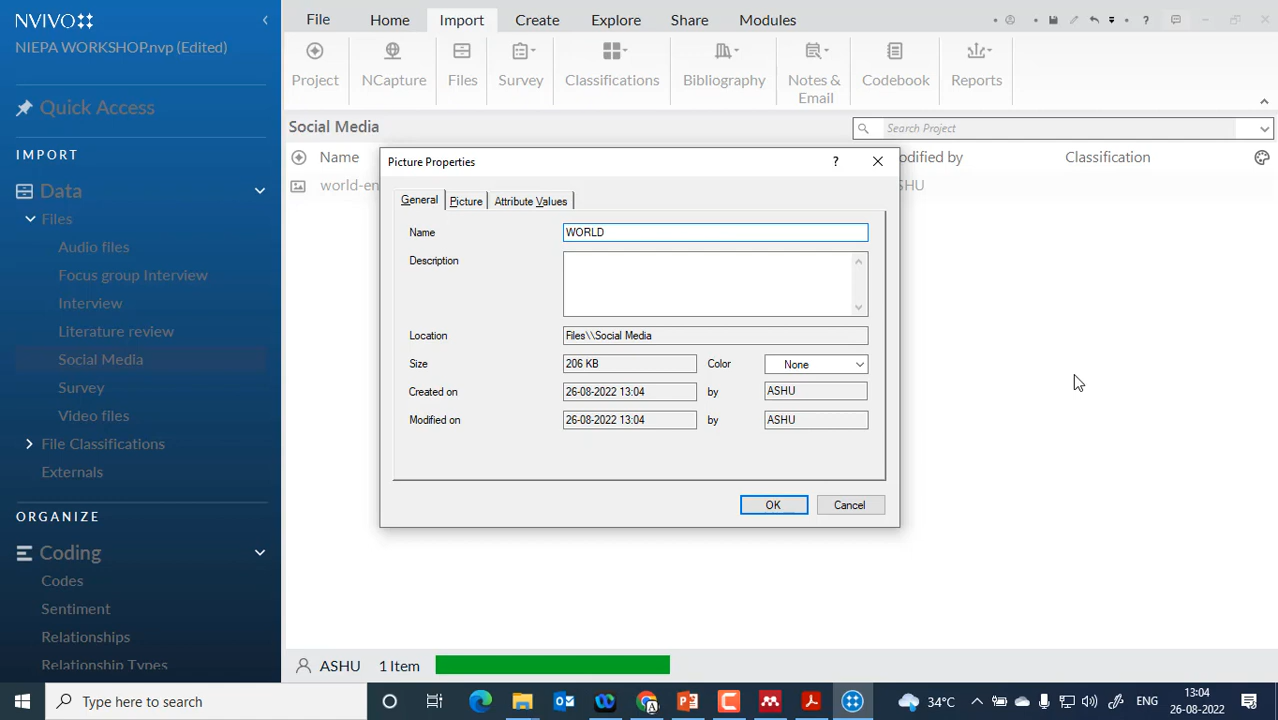 NVIVO
NIEPA WORKSHOP.nvp (Edited)
Quick Access
IMPORT
Data
Files
Audio files
Focus group Interview
Interview
Literature review
Social Media
Survey
Video files
File Classifications
Externals
ORGANIZE
Coding
Codes
Sentiment
Relationships
Relationship Types
File Home Import Create Explore Share Modules
Project NCapture Files Survey Classifications Bibliography Notes & Email Codebook Reports
Social Media
Search Project
Name Classification
world-en
Picture Properties
General Picture Attribute Values
Name WORLD
Description
Location Files\\Social Media
Size 206 KB Color None
Created on 26-08-2022 13:04 by ASHU
Modified on 26-08-2022 13:04 by ASHU
OK Cancel
ASHU 1 Item
Type here to search
34°C ENG 13:04
26-08-2022